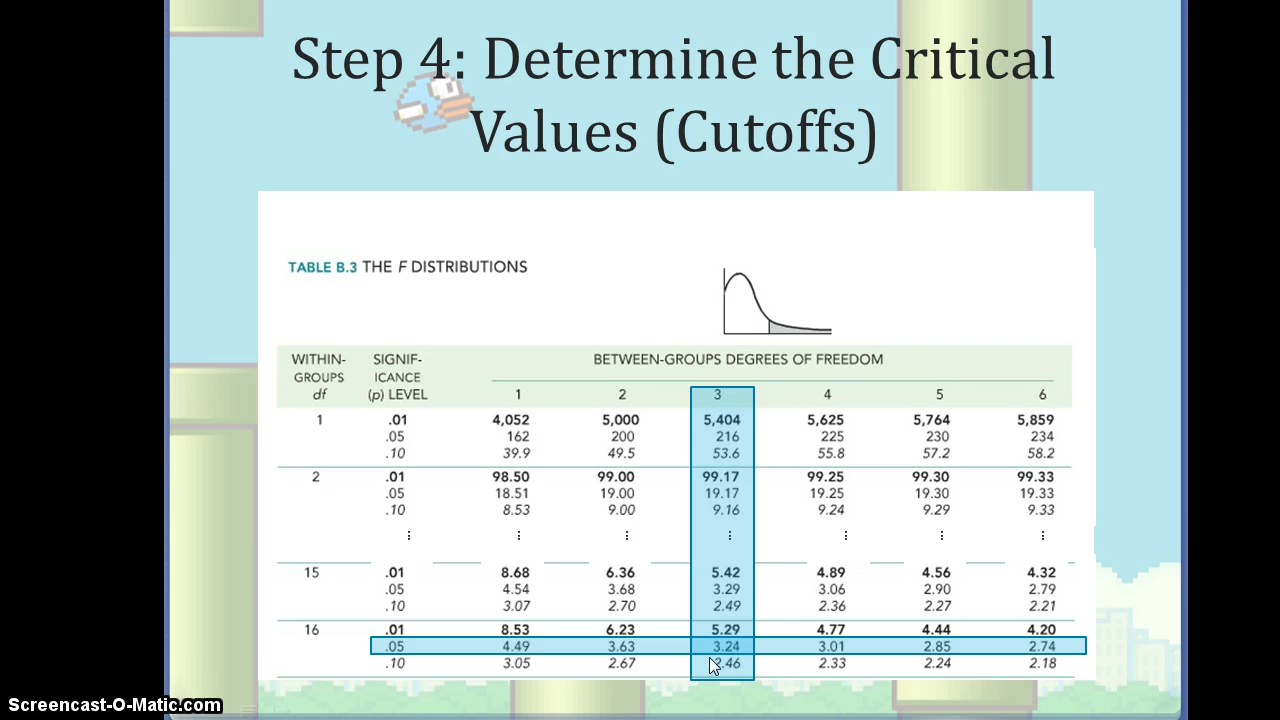 Step 4: Determine the Critical
Values (Cutoffs)
TABLE B.3 THE F DISTRIBUTIONS
WITHIN- SIGNIF- BETWEEN-GROUPS DEGREES OF FREEDOM
GROUPS ICANCE
df (p) LEVEL 1 2 3 4 5 6
1 .01 4,052 5,000 5,404 5,625 5,764 5,859
.05 162 200 216 225 230 234
.10 39.9 49.5 53.6 55.8 57.2 58.2
2 .01 98.50 99.00 99.17 99.25 99.30 99.33
.05 18.51 19.00 19.17 19.25 19.30 19.33
.10 8.53 9.00 9.16 9.24 9.29 9.33
⋮ ⋮ ⋮ ⋮ ⋮ ⋮ ⋮
15 .01 8.68 6.36 5.42 4.89 4.56 4.32
.05 4.54 3.68 3.29 3.06 2.90 2.79
.10 3.07 2.70 2.49 2.36 2.27 2.21
16 .01 8.53 6.23 5.29 4.77 4.44 4.20
.05 4.49 3.63 3.24 3.01 2.85 2.74
.10 3.05 2.67 2.46 2.33 2.24 2.18
Screencast-O-Matic.com